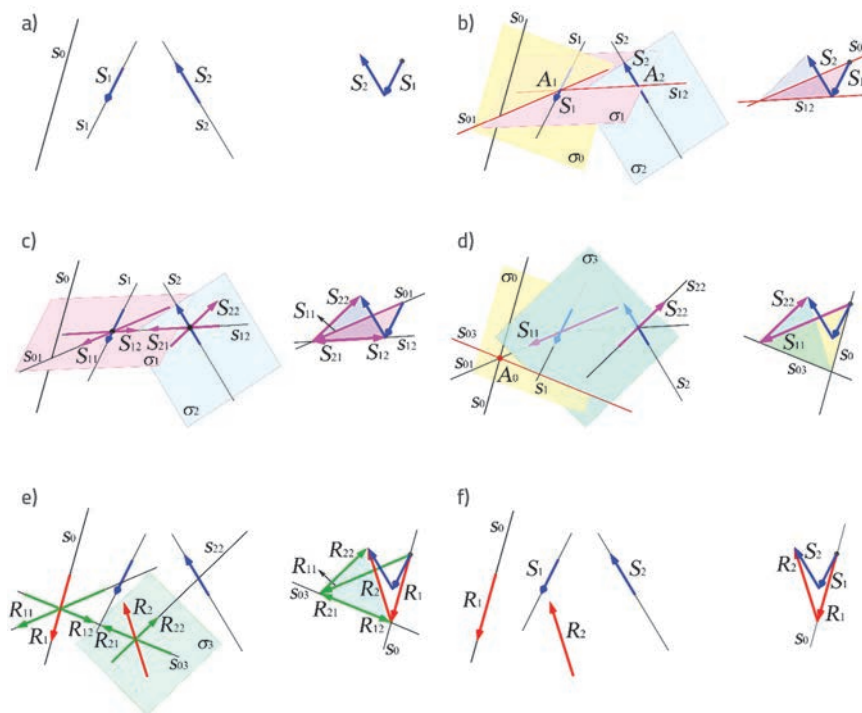 a)
s0
S1
S2
s1
s2
S2
S1
b)
s0
s1
s2
S2
A1
A2
S1
s12
s01
σ1
σ0
σ2
S2
s01
S1
s12
c)
s0
s1
s2
S22
s12
S12
S21
S11
s01
σ1
σ2
S22
s01
S11
S21
S12
s12
d)
σ0
σ3
s22
S22
S11
s03
s01
A0
s1
s2
s0
S22
S11
s0
s03
e)
s0
s22
R11
R2
R1
R12
R21
R22
s03
σ3
R22
R11
R2
R1
s03
R21
R12
s0
f)
s0
S1
S2
R1
R2
S2
R2
S1
R1
s0